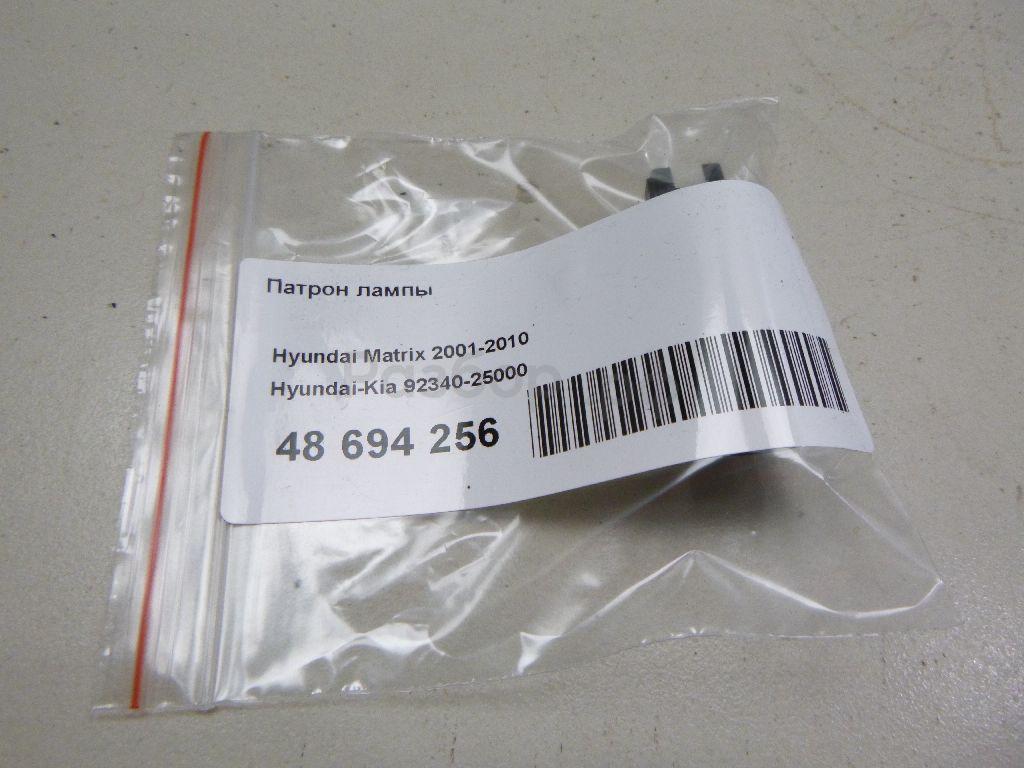 Патрон лампы
Hyundai Matrix 2001-2010
Hyundai-Kia 92340-25000
48 694 256